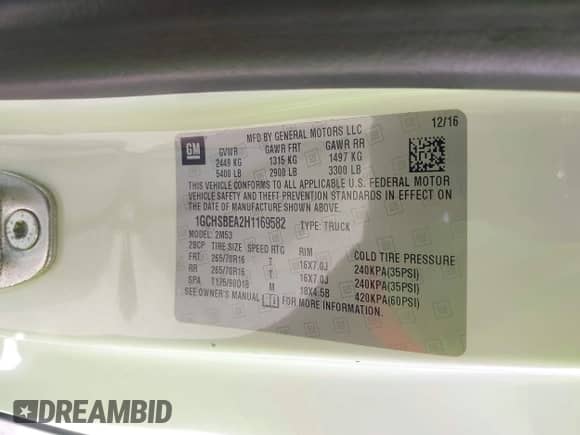 MFD BY GENERAL MOTORS LLC 12/16
GM GVWR GAWR FRT GAWR RR
2449 KG 1315 KG 1497 KG
5400 LB 2900 LB 3300 LB
THIS VEHICLE CONFORMS TO ALL APPLICABLE U.S. FEDERAL MOTOR
VEHICLE SAFETY AND THEFT PREVENTION STANDARDS IN EFFECT ON
THE DATE OF MANUFACTURE SHOWN ABOVE.
1GCHSBEA2H1169582 TYPE: TRUCK
MODEL: 2M53
2BCP TIRE SIZE SPEED RTG RIM COLD TIRE PRESSURE
FRT 265/70R16 T 16X7.0J 240KPA(35PSI)
RR 265/70R16 T 16X7.0J 240KPA(35PSI)
SPA T175/90D18 M 18X4.5B 420KPA(60PSI)
SEE OWNER'S MANUAL FOR MORE INFORMATION.
DREAMBID